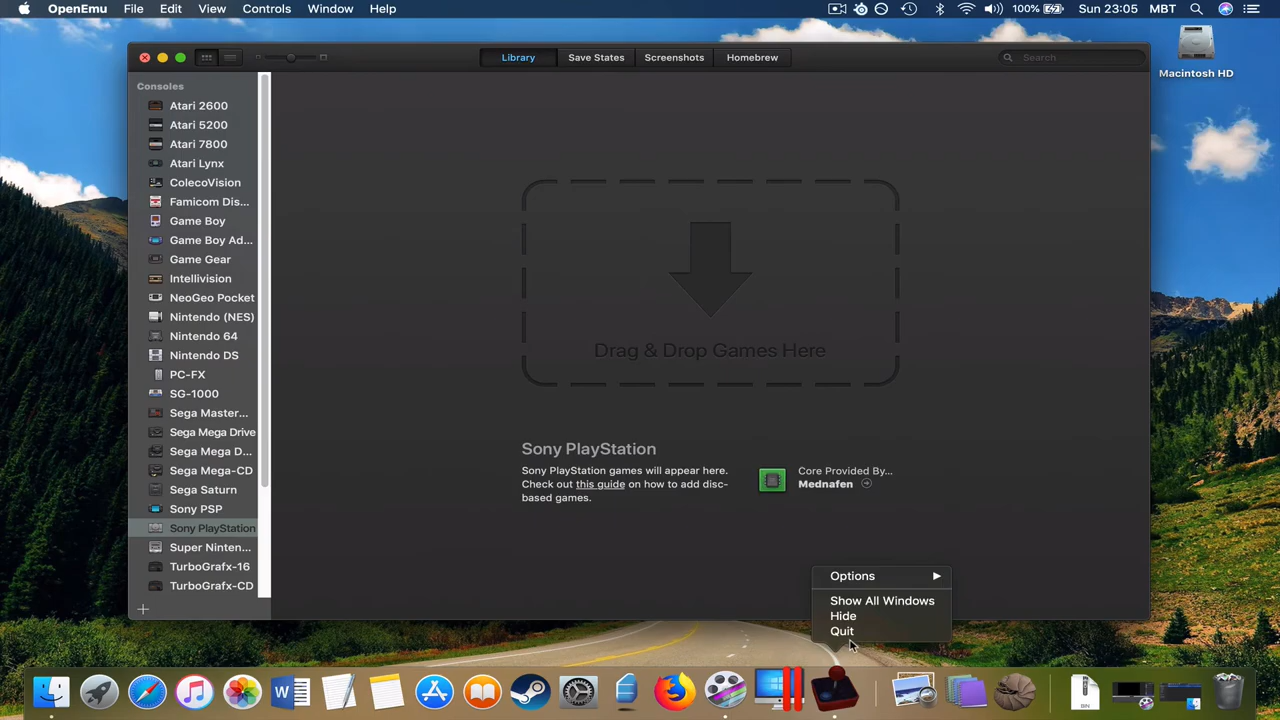 OpenEmu File Edit View Controls Window Help
100% Sun 23:05 MBT
Library Save States Screenshots Homebrew Search
Macintosh HD
Consoles
Atari 2600
Atari 5200
Atari 7800
Atari Lynx
ColecoVision
Famicom Dis...
Game Boy
Game Boy Ad...
Game Gear
Intellivision
NeoGeo Pocket
Nintendo (NES)
Nintendo 64
Nintendo DS
PC-FX
SG-1000
Sega Master...
Sega Mega Drive
Sega Mega D...
Sega Mega-CD
Sega Saturn
Sony PSP
Sony PlayStation
Super Ninten...
TurboGrafx-16
TurboGrafx-CD
Drag & Drop Games Here
Sony PlayStation
Sony PlayStation games will appear here.
Check out this guide on how to add disc-
based games.
Core Provided By...
Mednafen
Options
Show All Windows
Hide
Quit
BIN